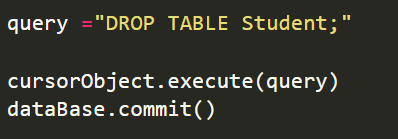 query ="DROP TABLE Student;"
cursorObject.execute(query)
dataBase.commit()